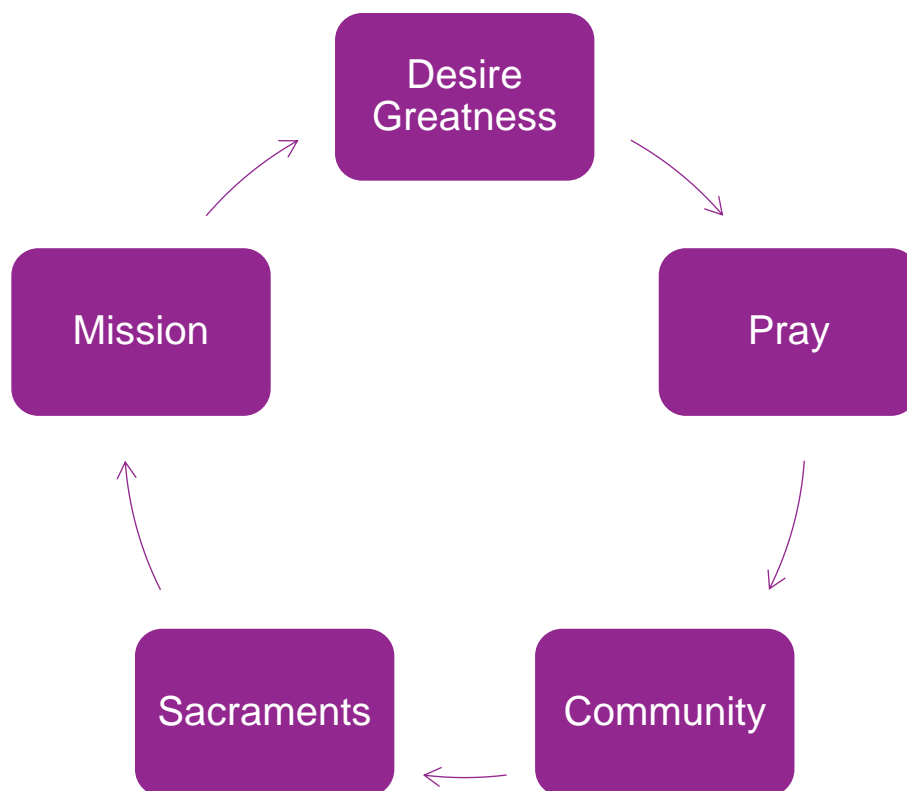 Desire
Greatness
Pray
Community
Sacraments
Mission